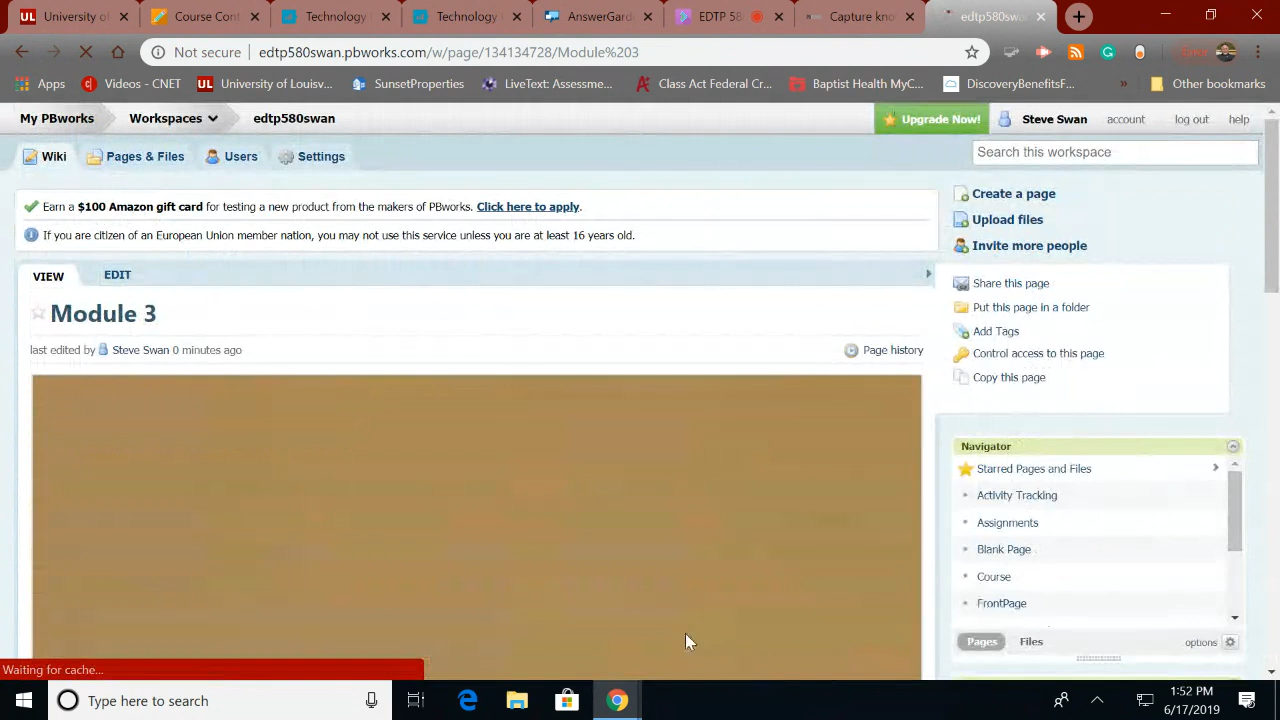 University of
Course Cont
Technology
Technology
AnswerGard
EDTP 58
Capture kno
edtp580swan
Not secure edtp580swan.pbworks.com/w/page/134134728/Module%203
Apps Videos - CNET University of Louisv... SunsetProperties LiveText: Assessme... Class Act Federal Cr... Baptist Health MyC... DiscoveryBenefitsF... » Other bookmarks
My PBworks Workspaces edtp580swan Upgrade Now! Steve Swan account log out help
Wiki Pages & Files Users Settings Search this workspace
Earn a $100 Amazon gift card for testing a new product from the makers of PBworks. Click here to apply.
If you are citizen of an European Union member nation, you may not use this service unless you are at least 16 years old.
Create a page
Upload files
Invite more people
VIEW EDIT
Module 3
last edited by Steve Swan 0 minutes ago Page history
Share this page
Put this page in a folder
Add Tags
Control access to this page
Copy this page
Navigator
Starred Pages and Files
Activity Tracking
Assignments
Blank Page
Course
FrontPage
Pages Files options
Waiting for cache...
Type here to search
1:52 PM
6/17/2019